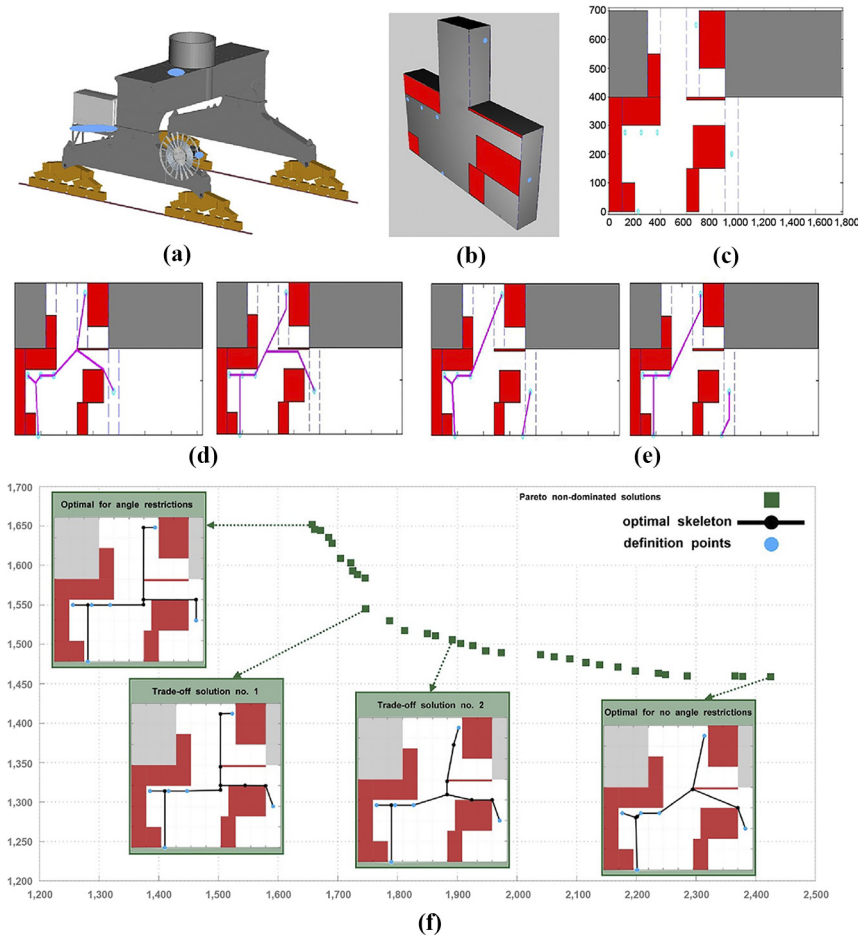 (a)
(b)
700
600
500
400
300
200
100
0
0 200 400 600 800 1,000 1,200 1,400 1,600 1,800
(c)
(d)
(e)
1,700
1,650
1,600
1,550
1,500
1,450
1,400
1,350
1,300
1,250
1,200
Optimal for angle restrictions
Pareto non-dominated solutions
optimal skeleton
definition points
Trade-off solution no. 1
Trade-off solution no. 2
Optimal for no angle restrictions
1,200 1,300 1,400 1,500 1,600 1,700 1,800 1,900 2,000 2,100 2,200 2,300 2,400 2,500
(f)